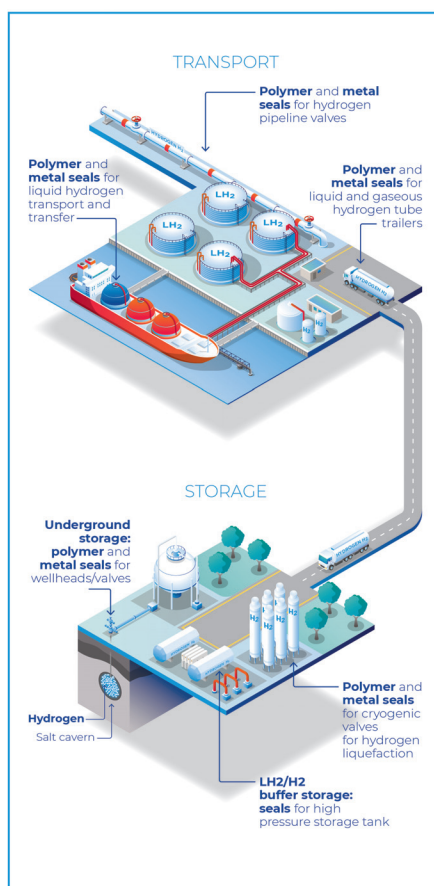 TRANSPORT
Polymer and metal
seals for hydrogen
pipeline valves
Polymer and
metal seals for
liquid hydrogen
transport and
transfer
Polymer and
metal seals for
liquid and gaseous
hydrogen tube
trailers
LH2
LH2
LH2
LH2
HYDROGEN H2
H2
H2
STORAGE
Underground
storage:
polymer and
metal seals for
wellheads/valves
HYDROGEN H2
H2
H2
H2
Hydrogen
Salt cavern
Polymer and
metal seals
for cryogenic
valves
for hydrogen
liquefaction
LH2/H2
buffer storage:
seals for high
pressure storage tank